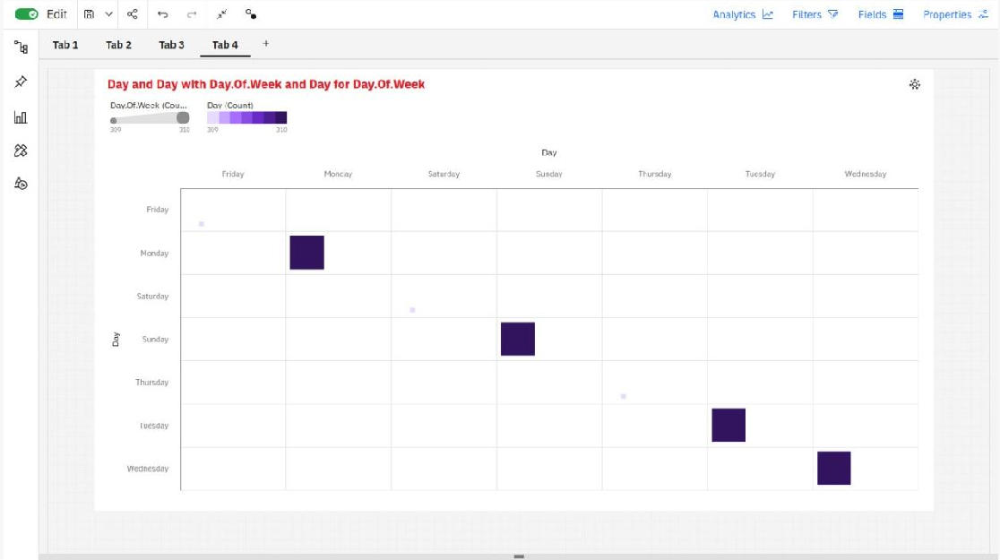 Edit
Analytics
Filters
Fields
Properties
Tab 1
Tab 2
Tab 3
Tab 4
+
Day and Day with Day.Of.Week and Day for Day.Of.Week
Day.Of.Week (Cou...
Day (Count)
309
310
309
310
Day
Friday
Monday
Saturday
Sunday
Thursday
Tuesday
Wednesday
Day
Friday
Monday
Saturday
Sunday
Thursday
Tuesday
Wednesday